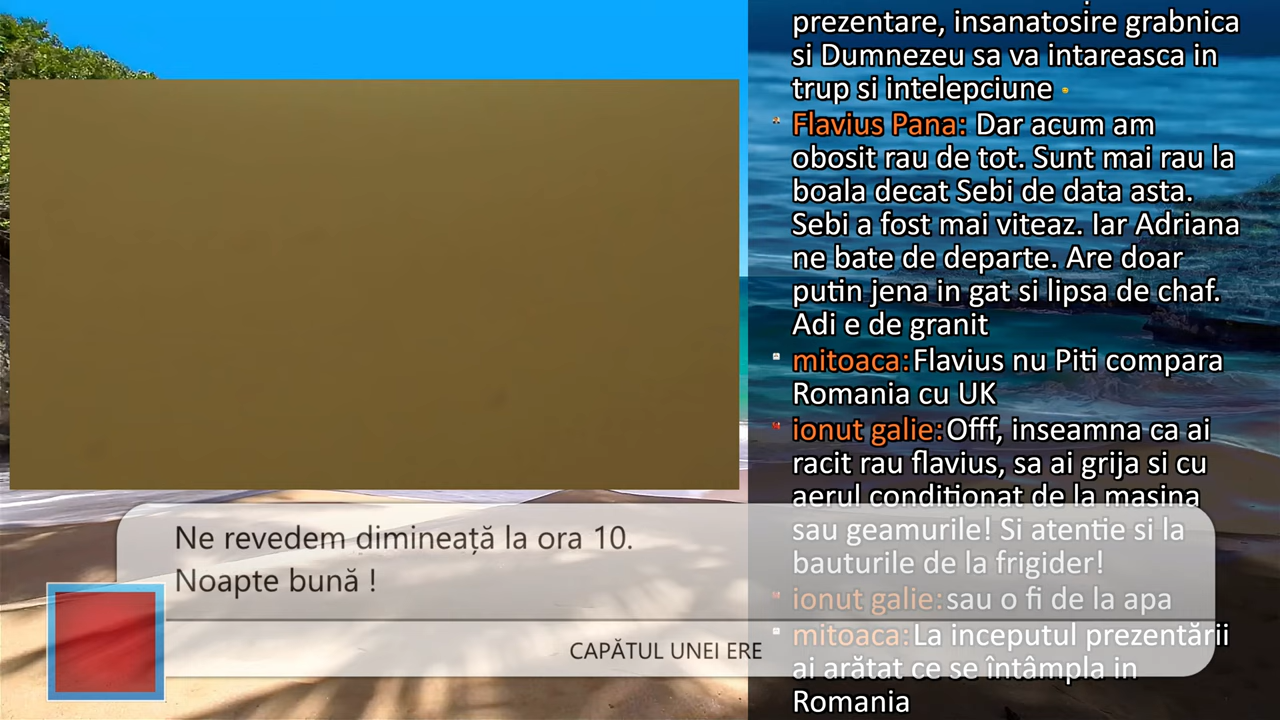 prezentare, insanatosire grabnica
si Dumnezeu sa va intareasca in
trup si intelepciune
Flavius Pana: Dar acum am
obosit rau de tot. Sunt mai rau la
boala decat Sebi de data asta.
Sebi a fost mai viteaz. Iar Adriana
ne bate de departe. Are doar
putin jena in gat si lipsa de chaf.
Adi e de granit
mitoaca: Flavius nu Piti compara
Romania cu UK
ionut galie: Offf, inseamna ca ai
racit rau flavius, sa ai grija si cu
aerul conditionat de la masina
sau geamurile! Si atentie si la
bauturile de la frigider!
ionut galie: sau o fi de la apa
mitoaca: La inceputul prezentării
ai arătat ce se întâmpla in
Romania
Ne revedem dimineață la ora 10.
Noapte bună !
CAPĂTUL UNEI ERE